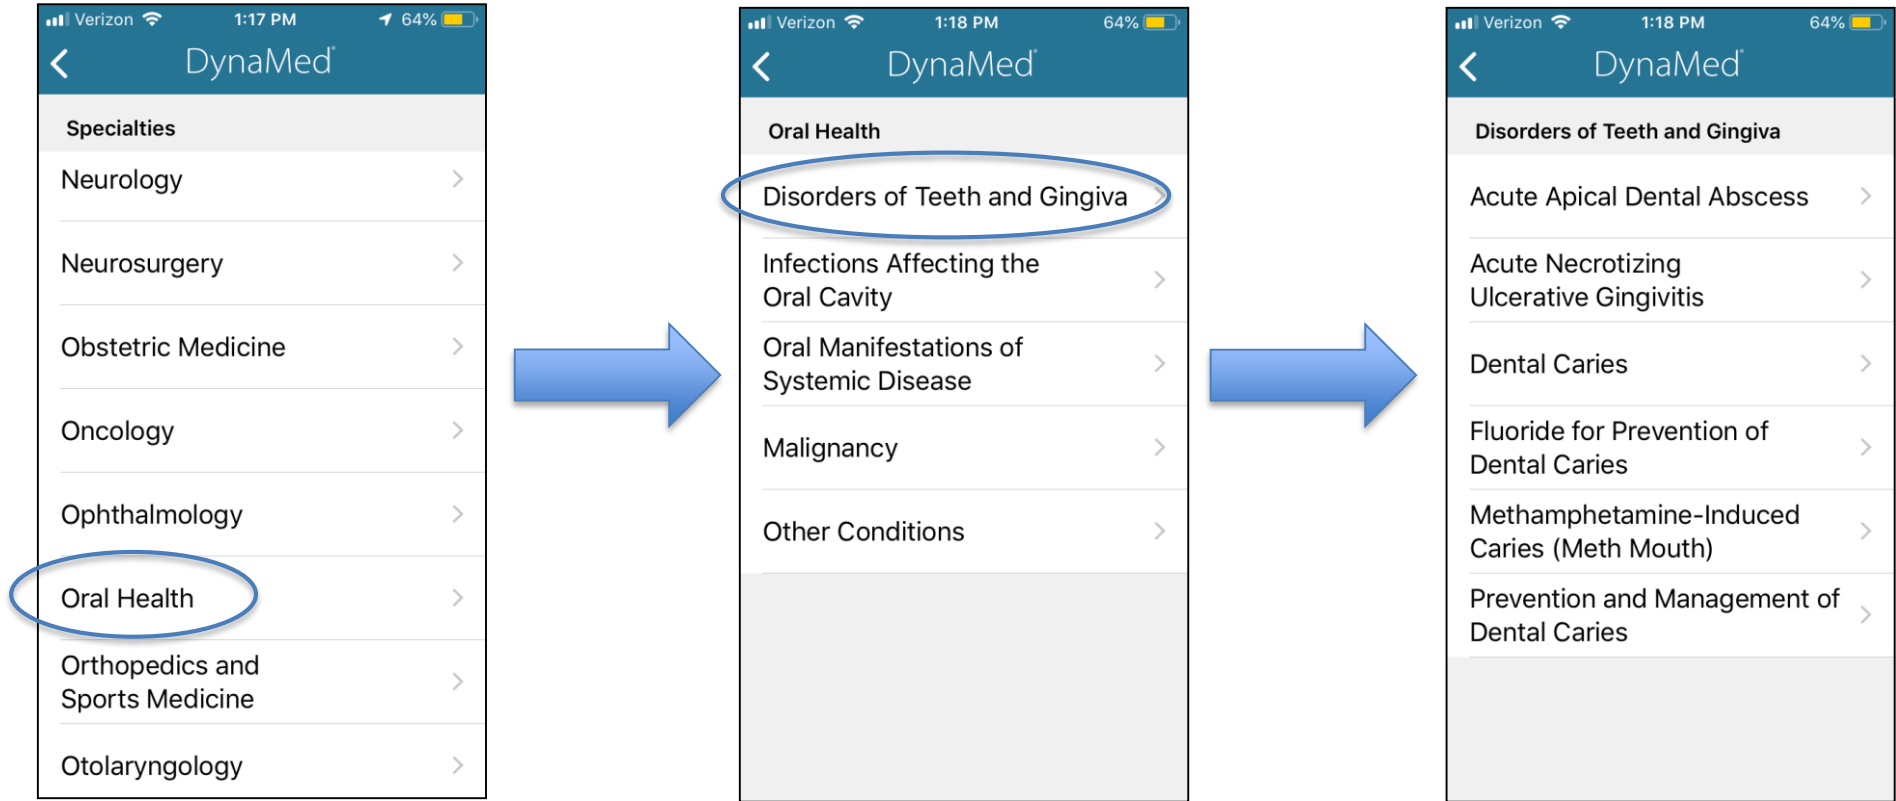 Verizon 1:17 PM 64%
DynaMed
Specialties
Neurology
Neurosurgery
Obstetric Medicine
Oncology
Ophthalmology
Oral Health
Orthopedics and
Sports Medicine
Otolaryngology
Verizon 1:18 PM 64%
DynaMed
Oral Health
Disorders of Teeth and Gingiva
Infections Affecting the
Oral Cavity
Oral Manifestations of
Systemic Disease
Malignancy
Other Conditions
Verizon 1:18 PM 64%
DynaMed
Disorders of Teeth and Gingiva
Acute Apical Dental Abscess
Acute Necrotizing
Ulcerative Gingivitis
Dental Caries
Fluoride for Prevention of
Dental Caries
Methamphetamine-Induced
Caries (Meth Mouth)
Prevention and Management of
Dental Caries